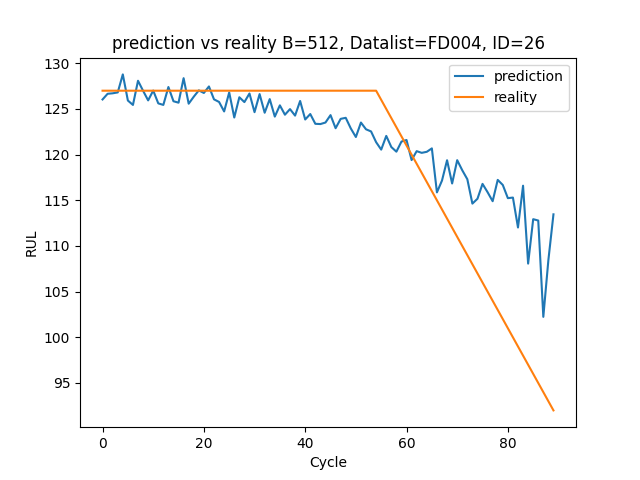 prediction vs reality B=512, Datalist=FD004, ID=26
prediction
reality
RUL
130
125
120
115
110
105
100
95
0 20 40 60 80
Cycle